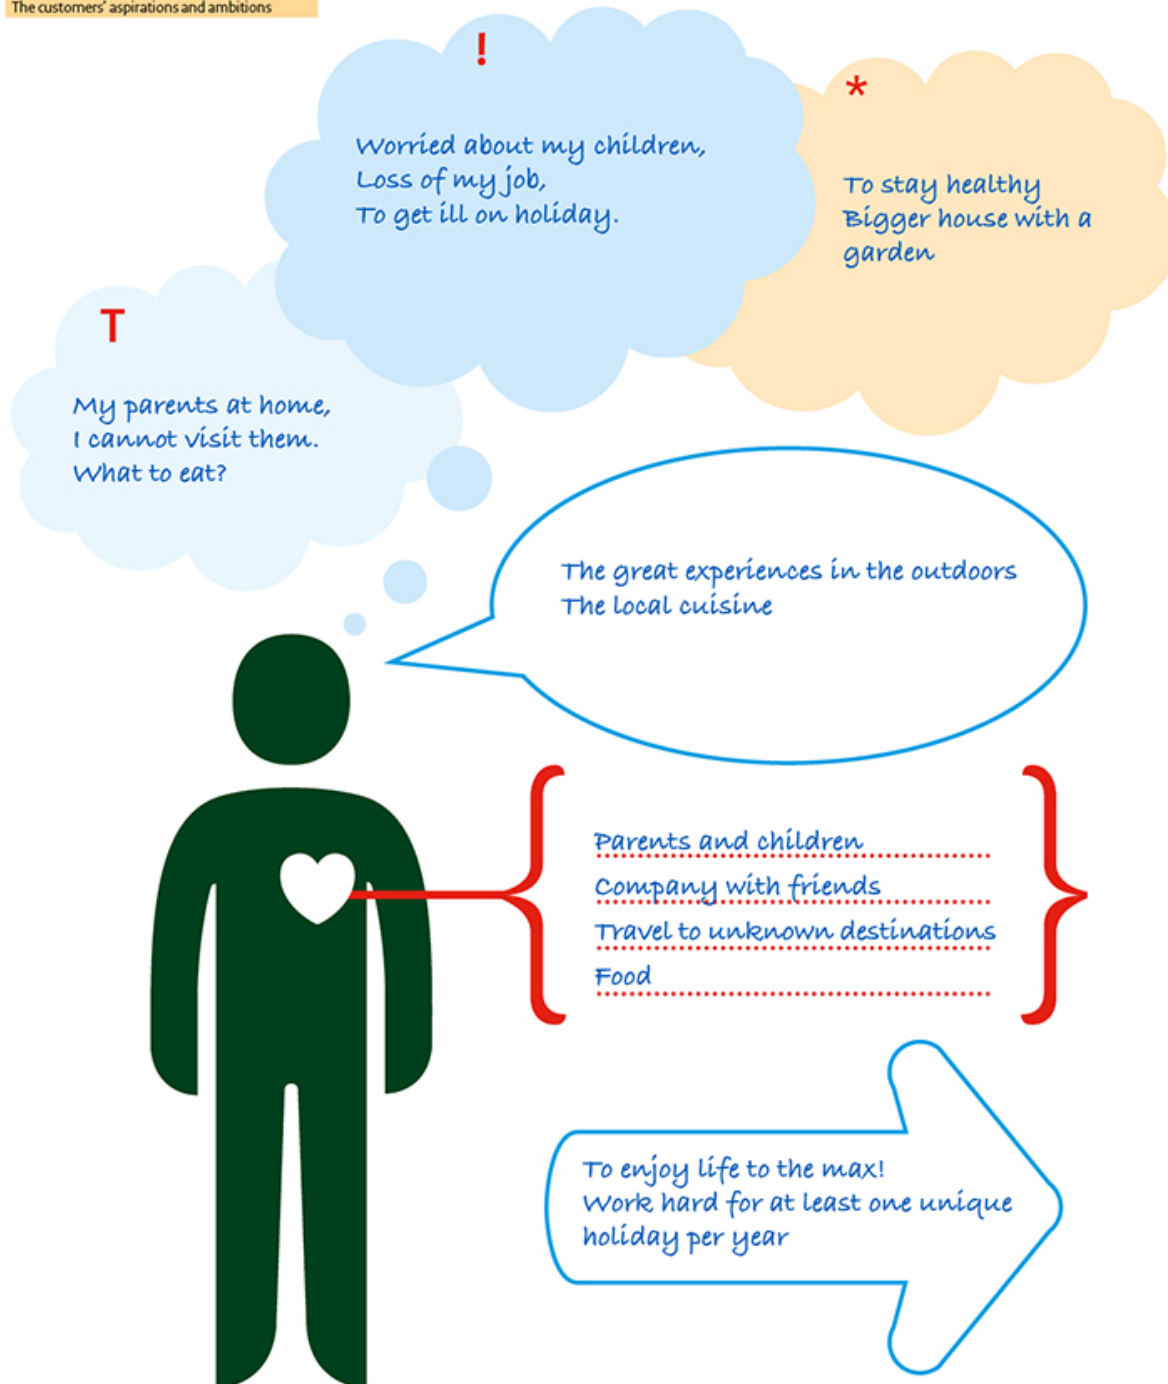 The customers' aspirations and ambitions
!
Worried about my children,
Loss of my job,
To get ill on holiday.
*
To stay healthy
Bigger house with a
garden
T
My parents at home,
I cannot visit them.
What to eat?
The great experiences in the outdoors
The local cuisine
Parents and children
Company with friends
Travel to unknown destinations
Food
To enjoy life to the max!
Work hard for at least one unique
holiday per year